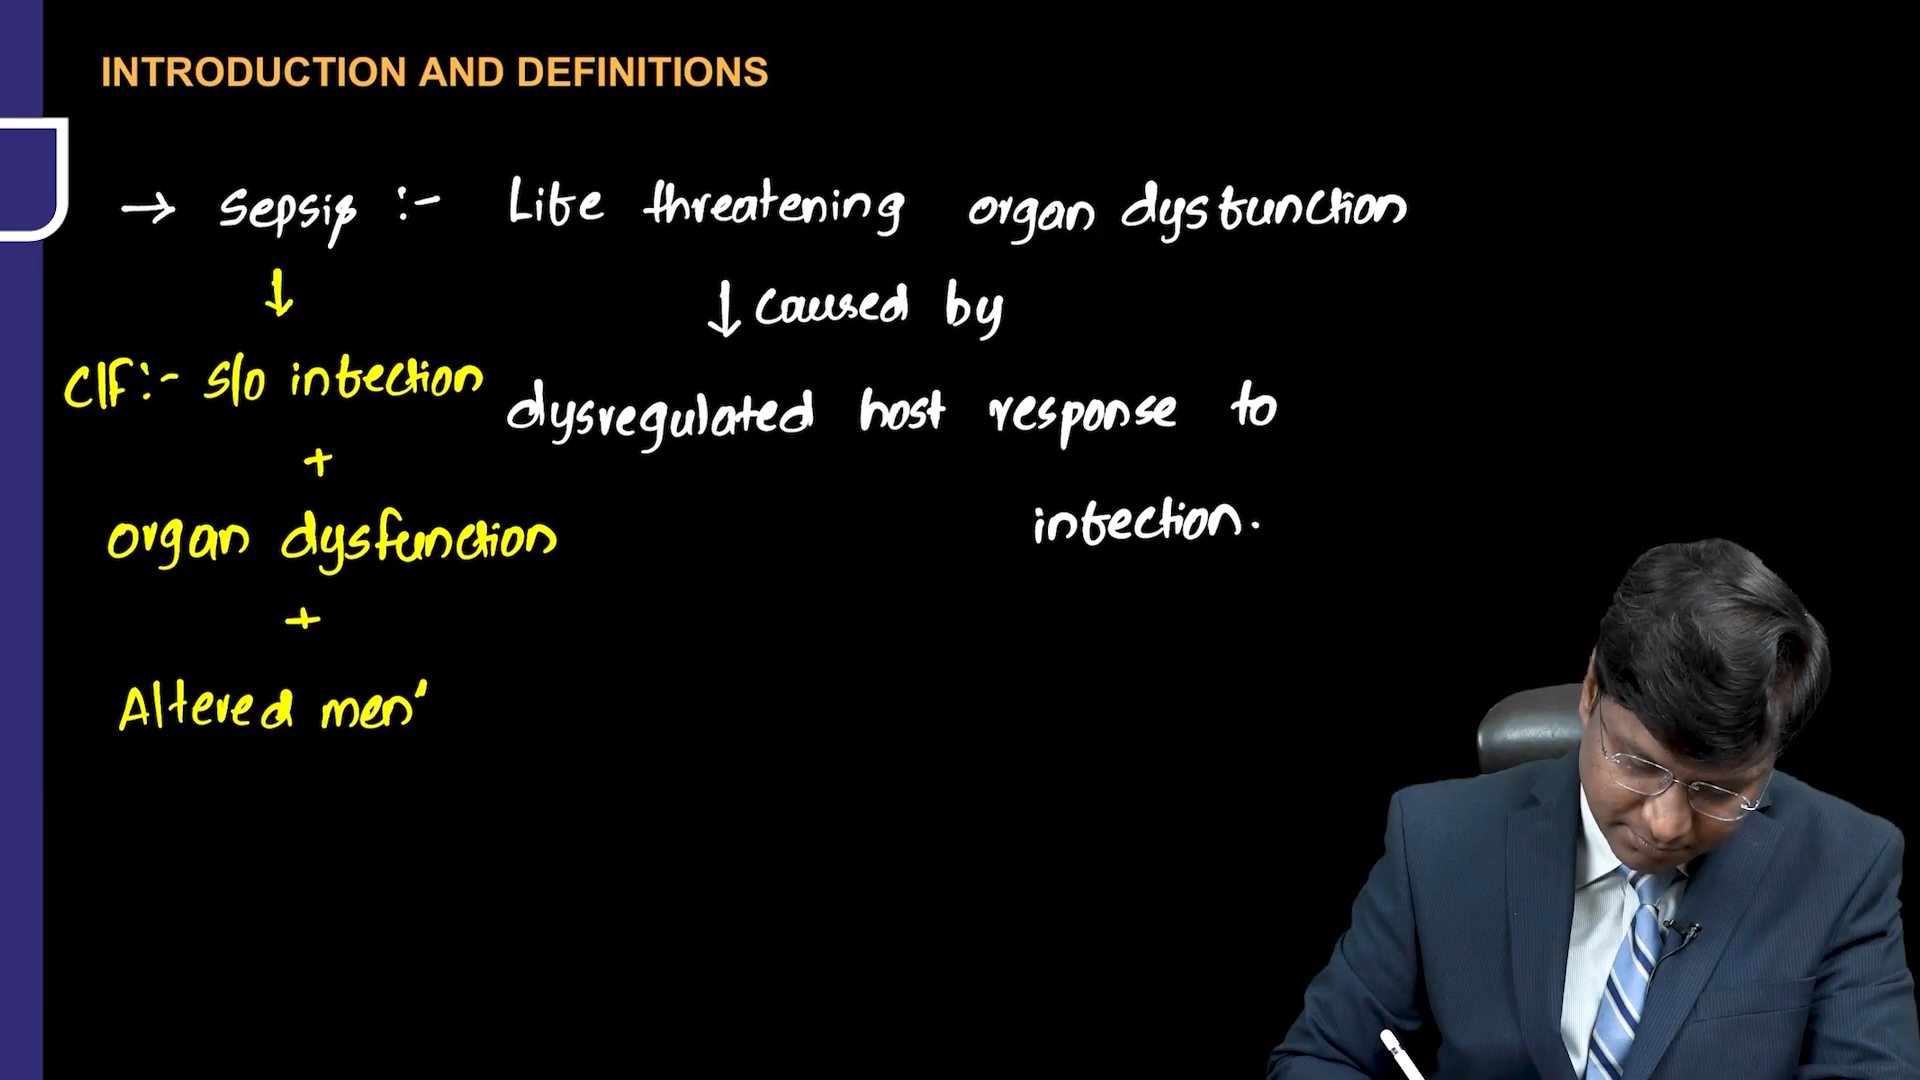 INTRODUCTION AND DEFINITIONS
→ Sepsis :- Life threatening organ dysfunction
↓ ↓ caused by
C/F:- s/o infection
dysregulated host response to
+
organ dysfunction
infection.
+
Altered men